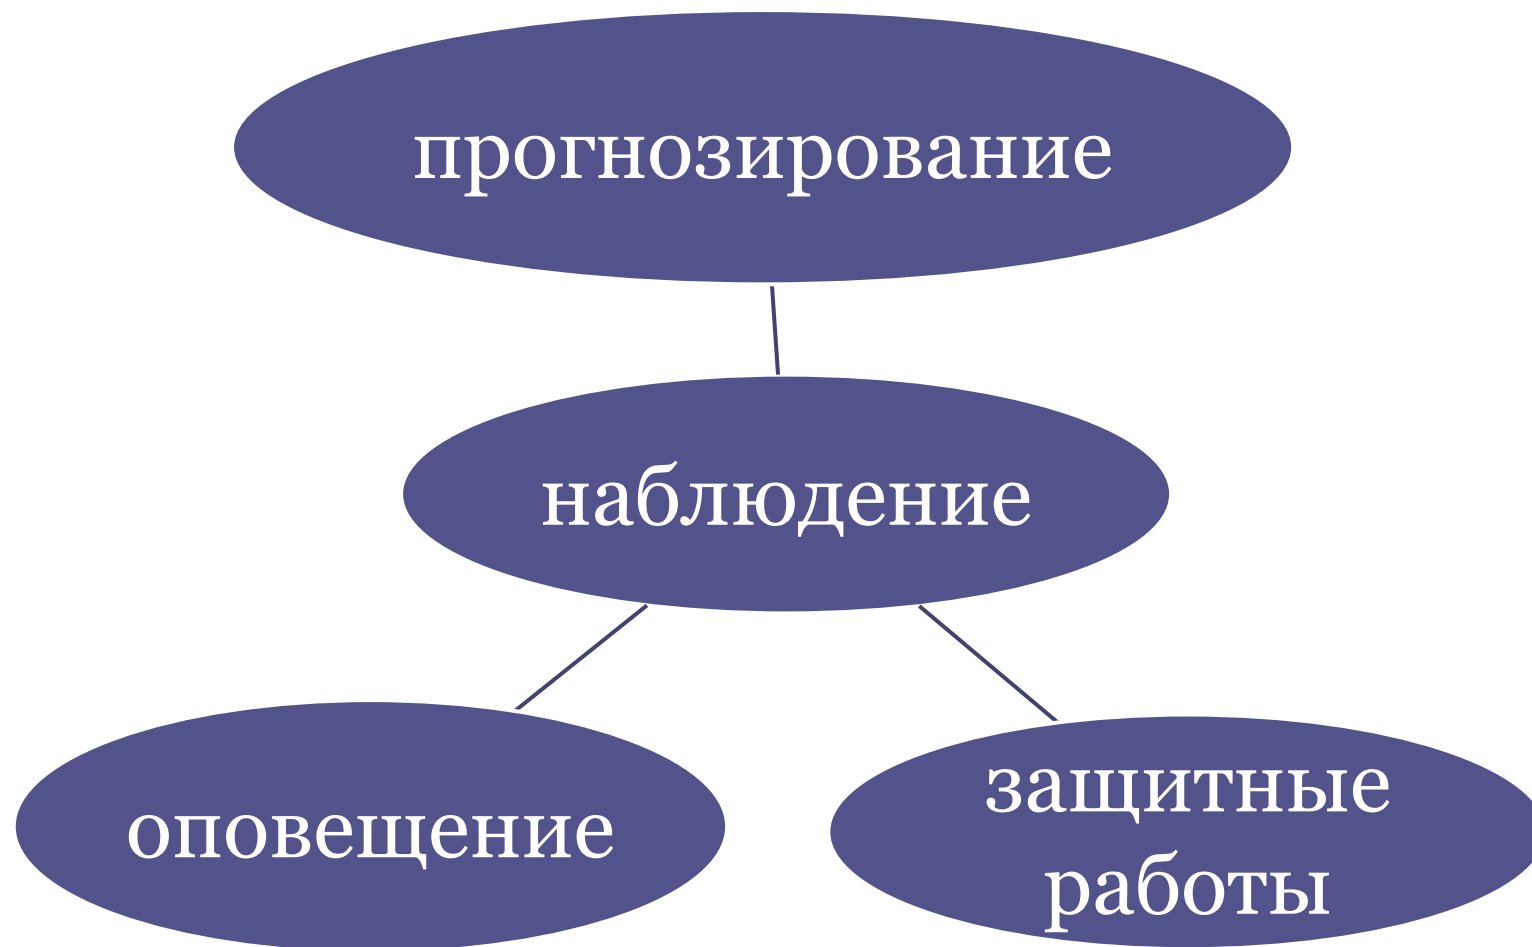 прогнозирование
наблюдение
оповещение
защитные
работы